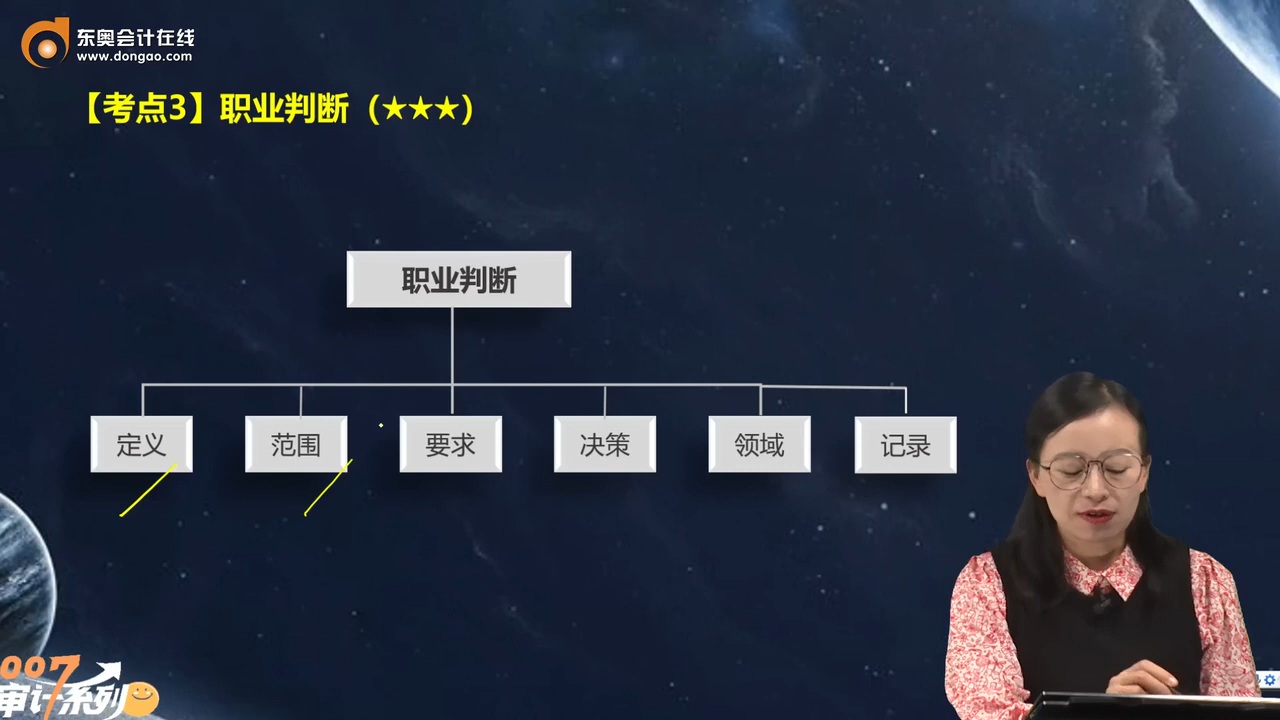 东奥会计在线
www.dongao.com
【考点3】职业判断（★★★）
职业判断
定义
范围
要求
决策
领域
记录
007
审计系列